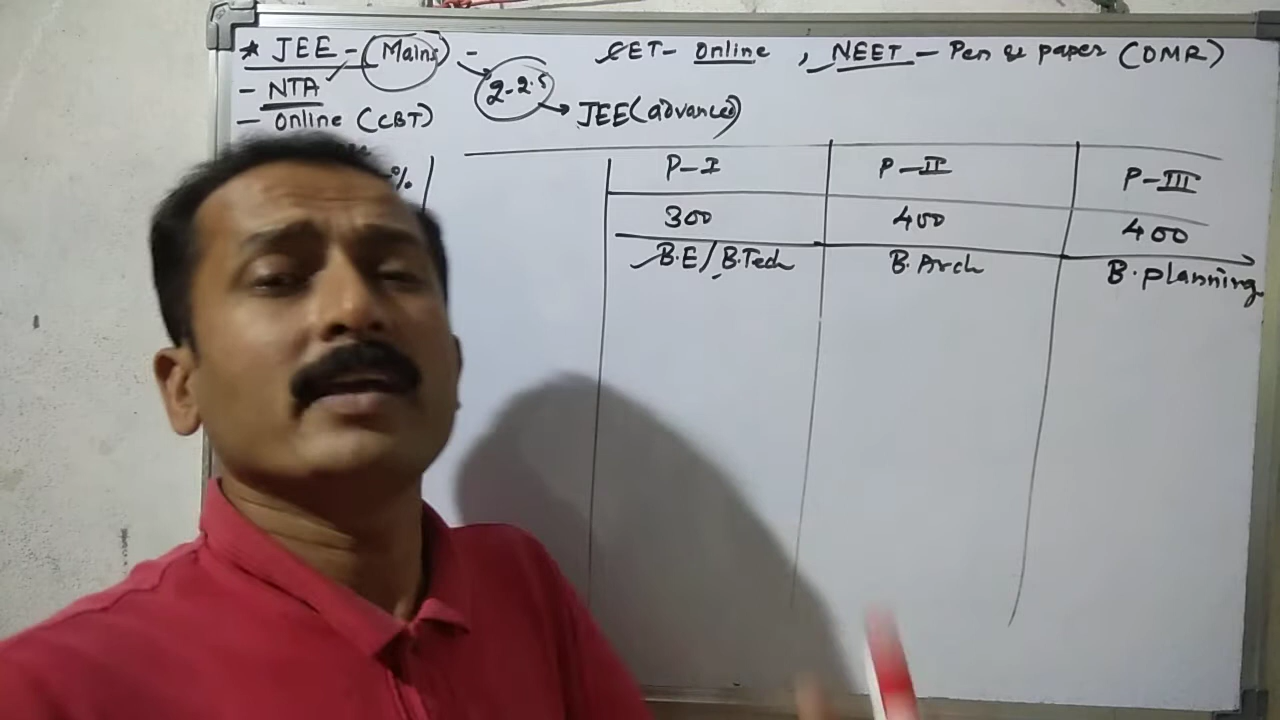 * JEE - (Mains) -
CET - Online , NEET - Pen & paper (OMR)
- NTA
2-2.5
JEE (advanced)
- Online (CBT)
%
P-I P-II P-III
300 400 400
B.E/B.Tech B.Arch B.planning